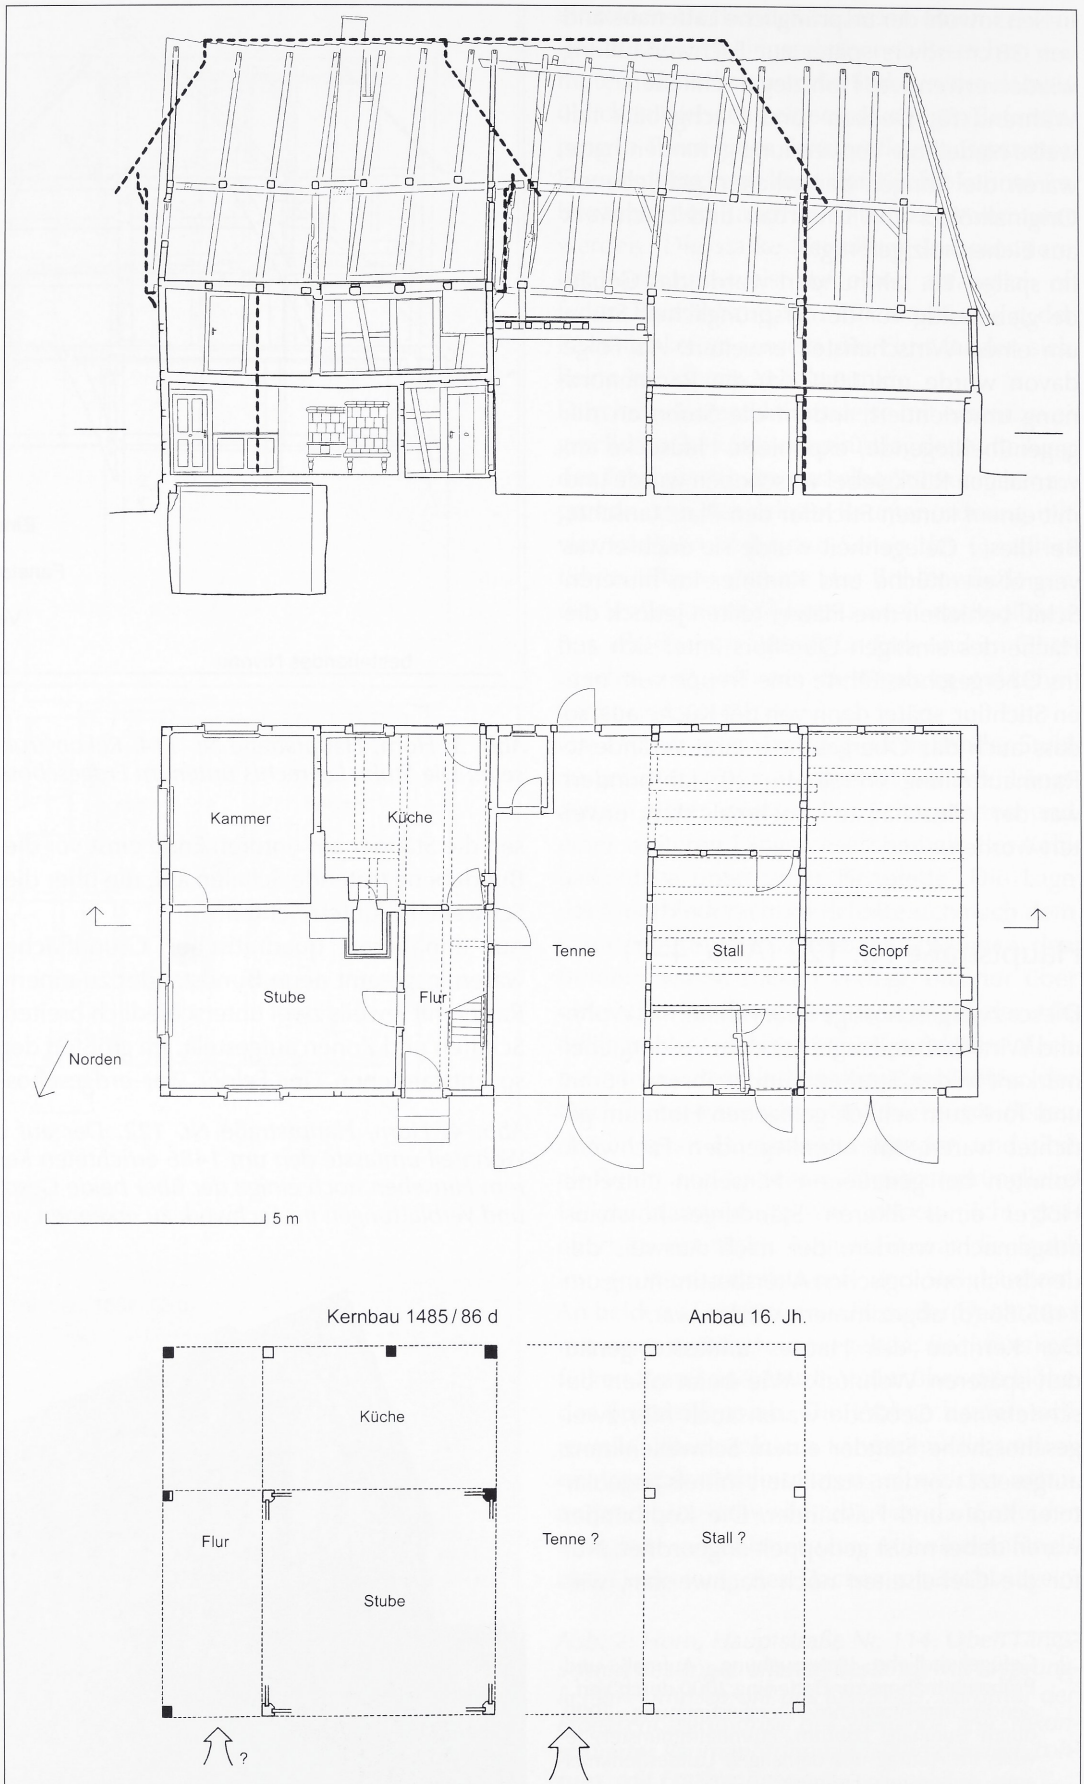 Kammer
Küche
Tenne
Stall
Schopf
Stube
Flur
Norden
5 m
Kernbau 1485/86 d
Anbau 16. Jh.
Küche
Flur
Tenne ?
Stall ?
Stube
?